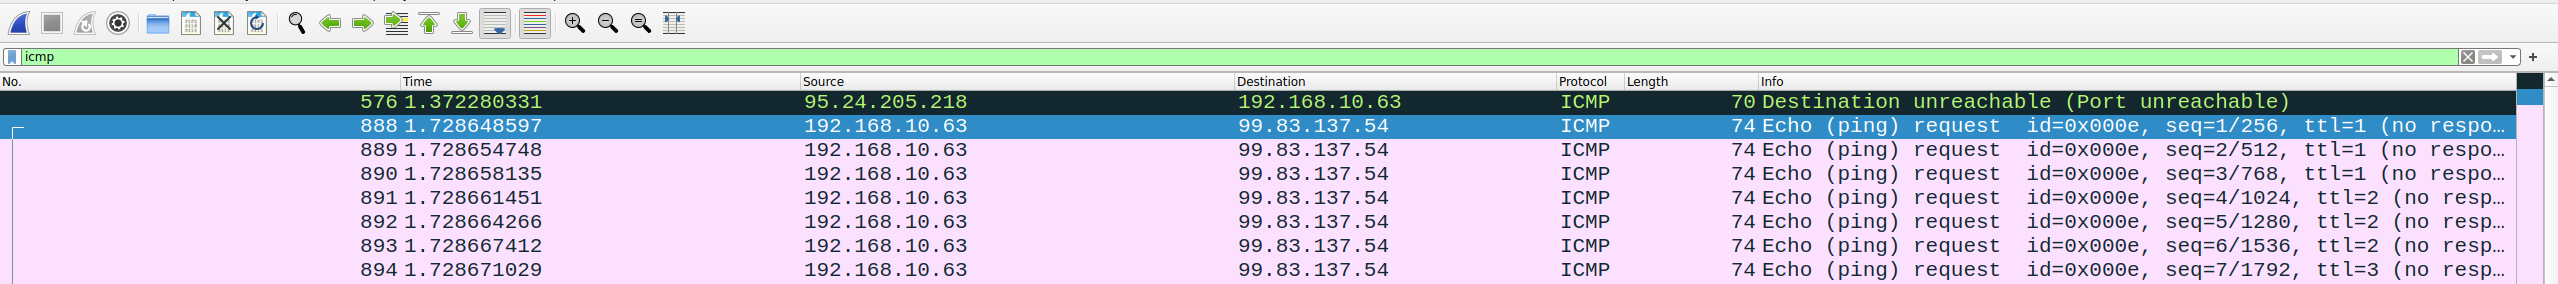 icmp
No. Time Source Destination Protocol Length Info
576 1.372280331 95.24.205.218 192.168.10.63 ICMP 70 Destination unreachable (Port unreachable)
888 1.728648597 192.168.10.63 99.83.137.54 ICMP 74 Echo (ping) request id=0x000e, seq=1/256, ttl=1 (no respo…
889 1.728654748 192.168.10.63 99.83.137.54 ICMP 74 Echo (ping) request id=0x000e, seq=2/512, ttl=1 (no respo…
890 1.728658135 192.168.10.63 99.83.137.54 ICMP 74 Echo (ping) request id=0x000e, seq=3/768, ttl=1 (no respo…
891 1.728661451 192.168.10.63 99.83.137.54 ICMP 74 Echo (ping) request id=0x000e, seq=4/1024, ttl=2 (no resp…
892 1.728664266 192.168.10.63 99.83.137.54 ICMP 74 Echo (ping) request id=0x000e, seq=5/1280, ttl=2 (no resp…
893 1.728667412 192.168.10.63 99.83.137.54 ICMP 74 Echo (ping) request id=0x000e, seq=6/1536, ttl=2 (no resp…
894 1.728671029 192.168.10.63 99.83.137.54 ICMP 74 Echo (ping) request id=0x000e, seq=7/1792, ttl=3 (no resp…